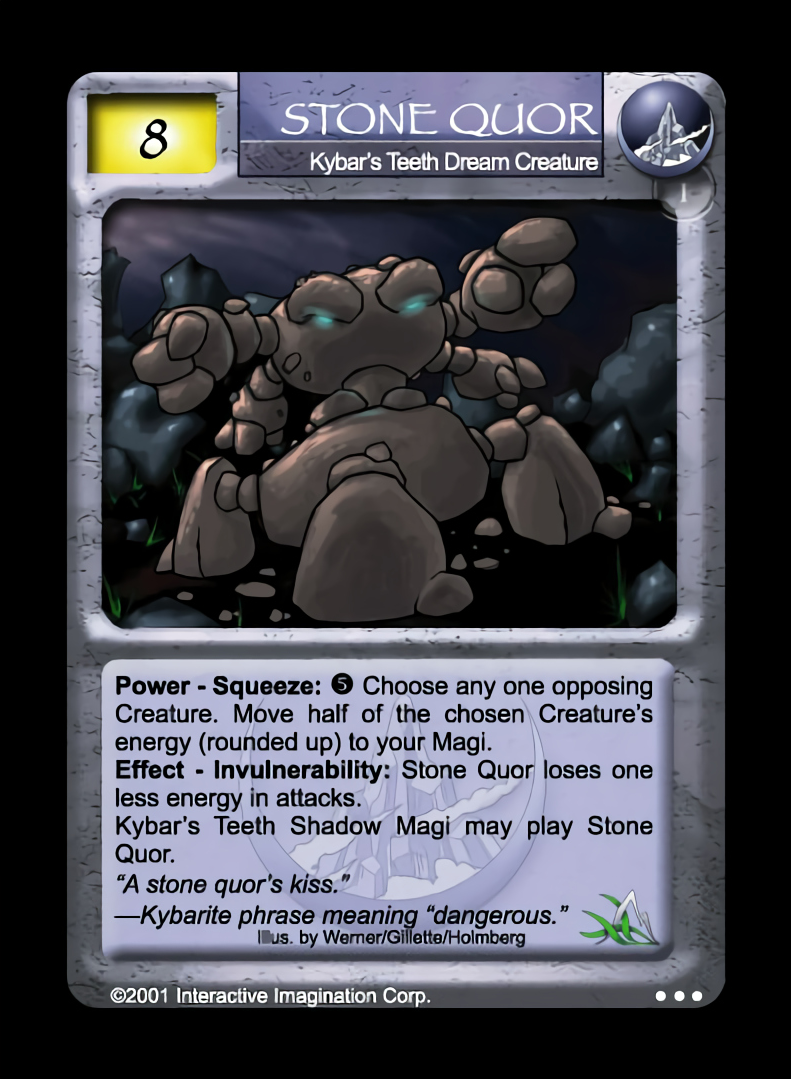 8
STONE QUOR
Kybar's Teeth Dream Creature
1
Power - Squeeze: ❺ Choose any one opposing
Creature. Move half of the chosen Creature's
energy (rounded up) to your Magi.
Effect - Invulnerability: Stone Quor loses one
less energy in attacks.
Kybar's Teeth Shadow Magi may play Stone
Quor.
“A stone quor's kiss.”
—Kybarite phrase meaning “dangerous.”
Illus. by Werner/Gillette/Holmberg
©2001 Interactive Imagination Corp.